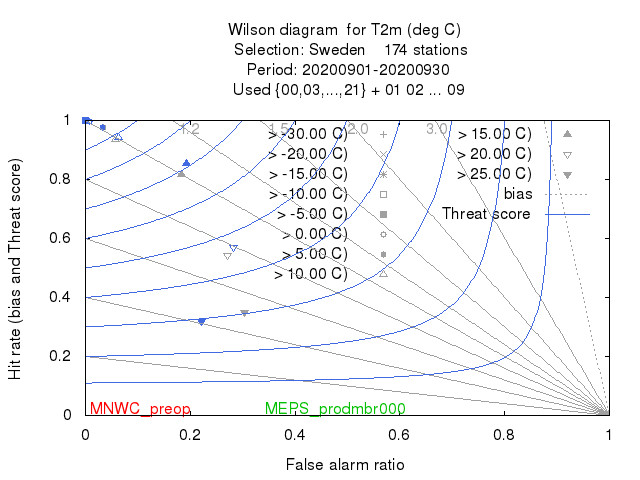 Wilson diagram  for T2m (deg C)
Selection: Sweden    174 stations
Period: 20200901-20200930
Used {00,03,...,21} + 01 02 ... 09
1
0.8
0.6
0.4
0.2
0
Hit rate (bias and Threat score)
1.2
1.5
2.0
3.0
> -30.00 C)
> -20.00 C)
> -15.00 C)
> -10.00 C)
> -5.00 C)
> 0.00 C)
> 5.00 C)
> 10.00 C)
> 15.00 C)
> 20.00 C)
> 25.00 C)
bias
Threat score
MNWC_preop
MEPS_prodmbr000
0
0.2
0.4
0.6
0.8
1
False alarm ratio